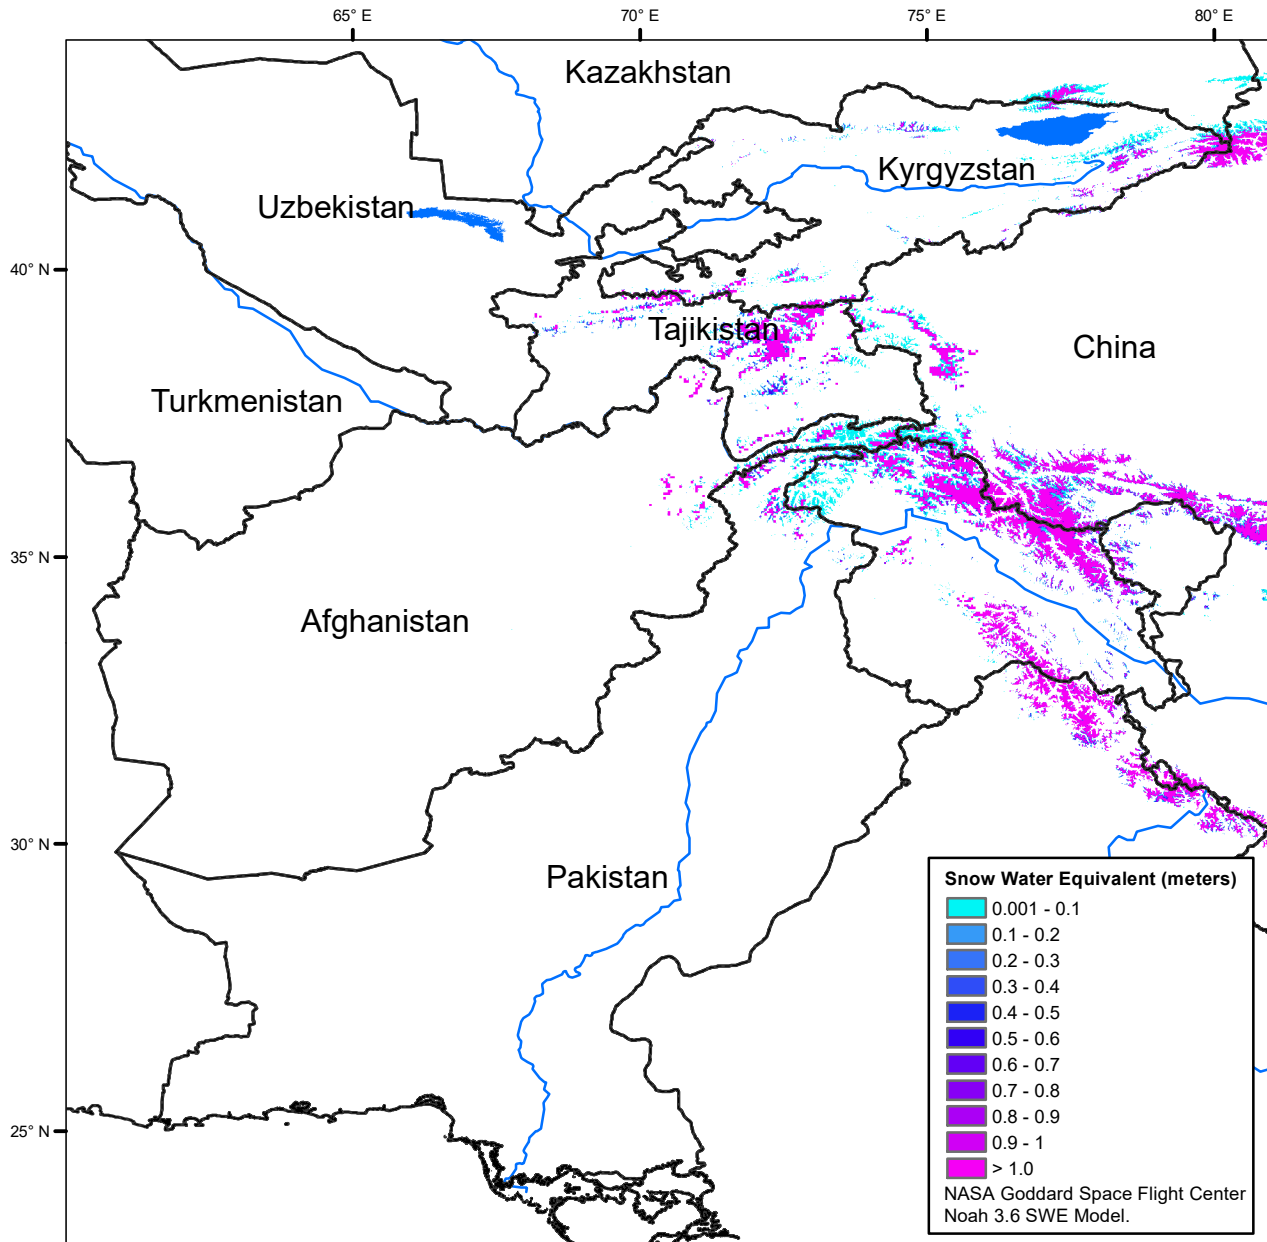 65° E
70° E
75° E
80° E
Kazakhstan
Kyrgyzstan
Uzbekistan
40° N
Tajikistan
China
Turkmenistan
35° N
Afghanistan
30° N
Pakistan
25° N
Snow Water Equivalent (meters)
0.001 - 0.1
0.1 - 0.2
0.2 - 0.3
0.3 - 0.4
0.4 - 0.5
0.5 - 0.6
0.6 - 0.7
0.7 - 0.8
0.8 - 0.9
0.9 - 1
> 1.0
NASA Goddard Space Flight Center
Noah 3.6 SWE Model.